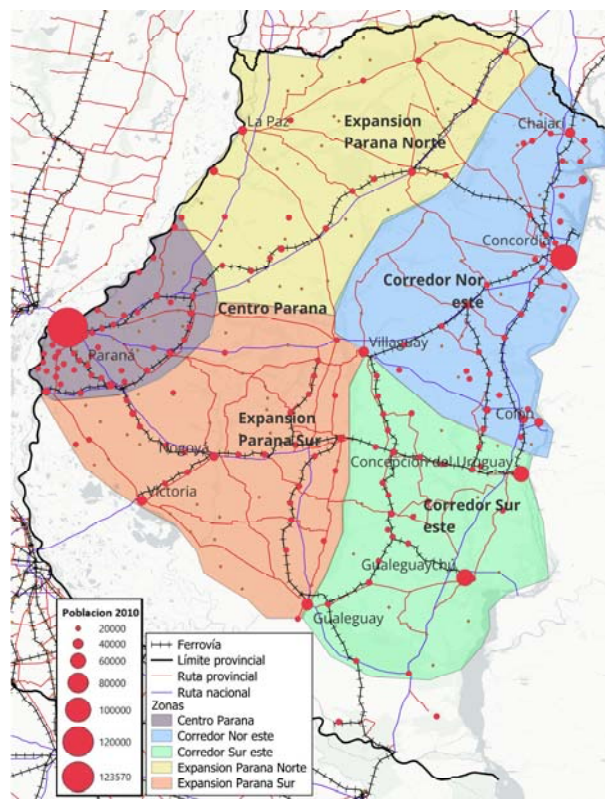 La Paz
Expansion
Parana Norte
Chajarí
Concordia
Corredor Nor
este
Centro Parana
Parana
Villaguay
Colón
Expansion
Parana Sur
Nogoya
Concepción del Uruguay
Victoria
Corredor Sur
este
Gualeguaychú
Gualeguay
Poblacion 2010
20000
40000
60000
80000
100000
120000
123570
Ferrovía
Límite provincial
Ruta provincial
Ruta nacional
Zonas
Centro Parana
Corredor Nor este
Corredor Sur este
Expansion Parana Norte
Expansion Parana Sur